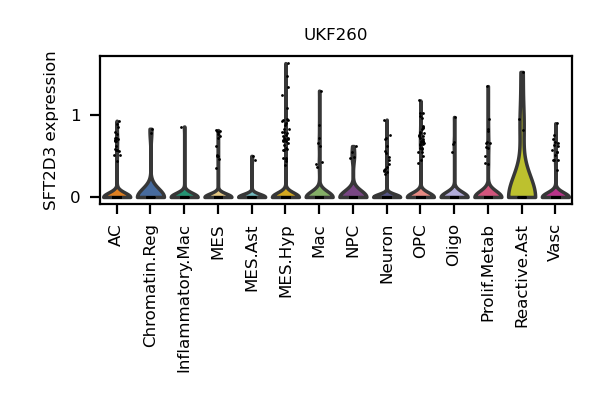 UKF260
SFT2D3 expression
1
0
AC
Chromatin.Reg
Inflammatory.Mac
MES
MES.Ast
MES.Hyp
Mac
NPC
Neuron
OPC
Oligo
Prolif.Metab
Reactive.Ast
Vasc